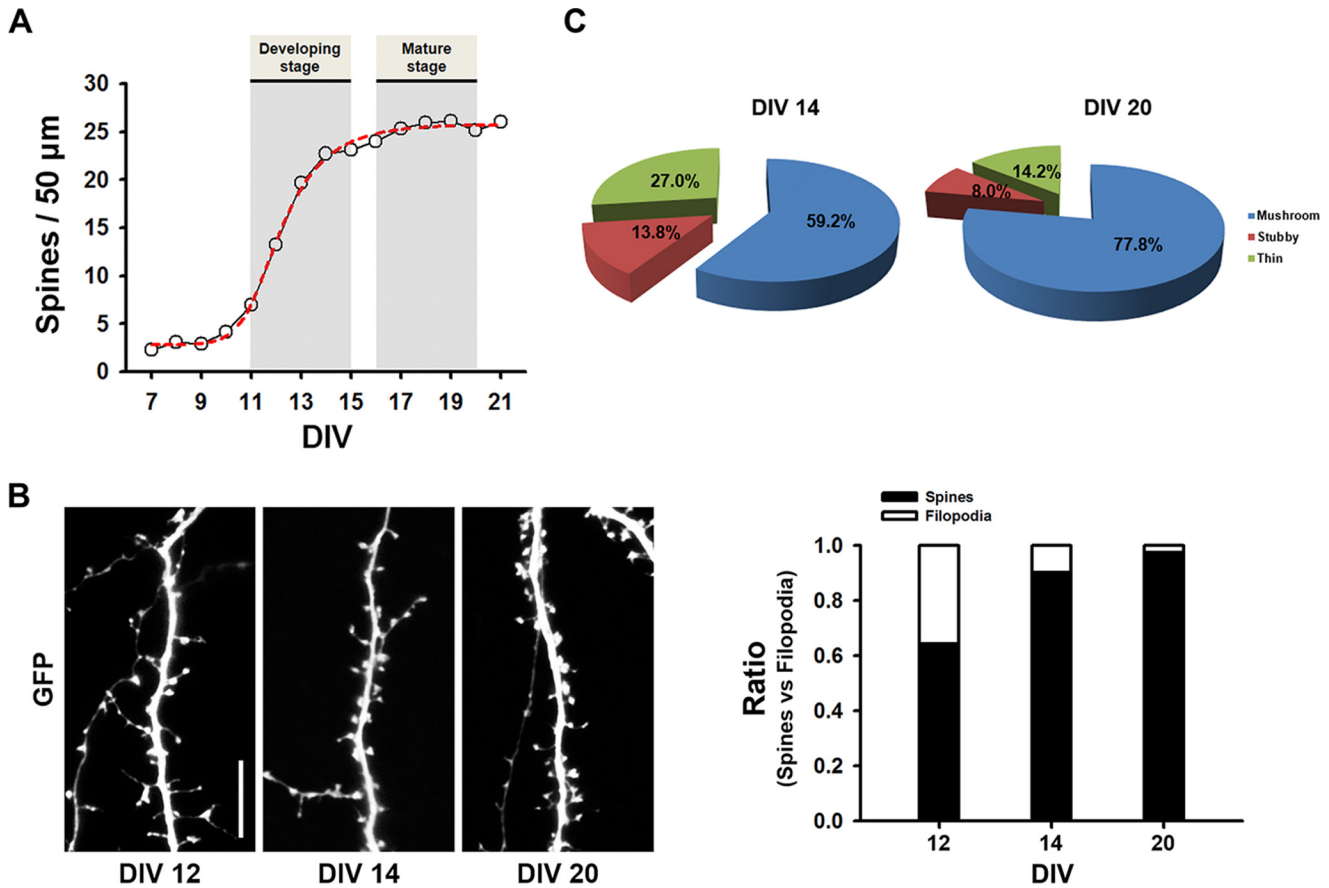 A
Developing
stage
Mature
stage
30
25
20
15
10
5
0
Spines / 50 µm
7 9 11 13 15 17 19 21
DIV
C
DIV 14
DIV 20
27.0%
13.8%
59.2%
14.2%
8.0%
77.8%
Mushroom
Stubby
Thin
B
GFP
DIV 12
DIV 14
DIV 20
Spines
Filopodia
1.0
0.8
0.6
0.4
0.2
0.0
Ratio
(Spines vs Filopodia)
12 14 20
DIV